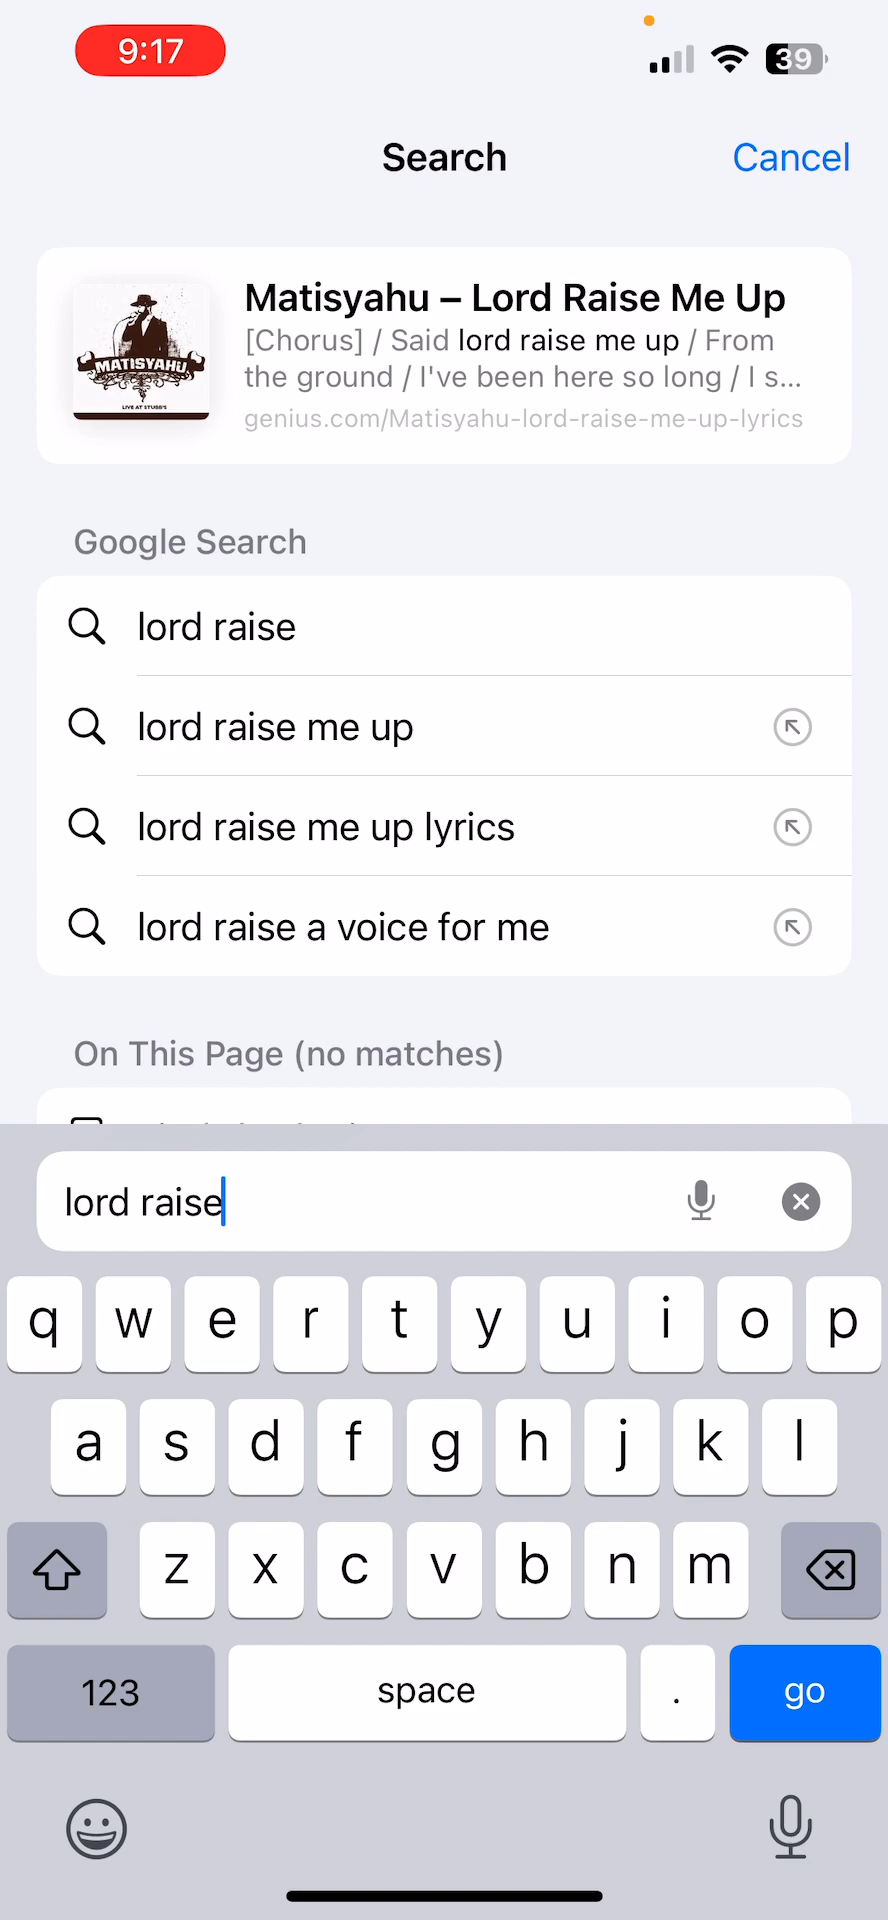 9:17
39
Search
Cancel
Matisyahu – Lord Raise Me Up
[Chorus] / Said lord raise me up / From
the ground / I've been here so long / I s...
genius.com/Matisyahu-lord-raise-me-up-lyrics
MATISYAHU
LIVE AT STUBB'S
Google Search
lord raise
lord raise me up
lord raise me up lyrics
lord raise a voice for me
On This Page (no matches)
lord raise
q w e r t y u i o p
a s d f g h j k l
z x c v b n m
123
space
.
go